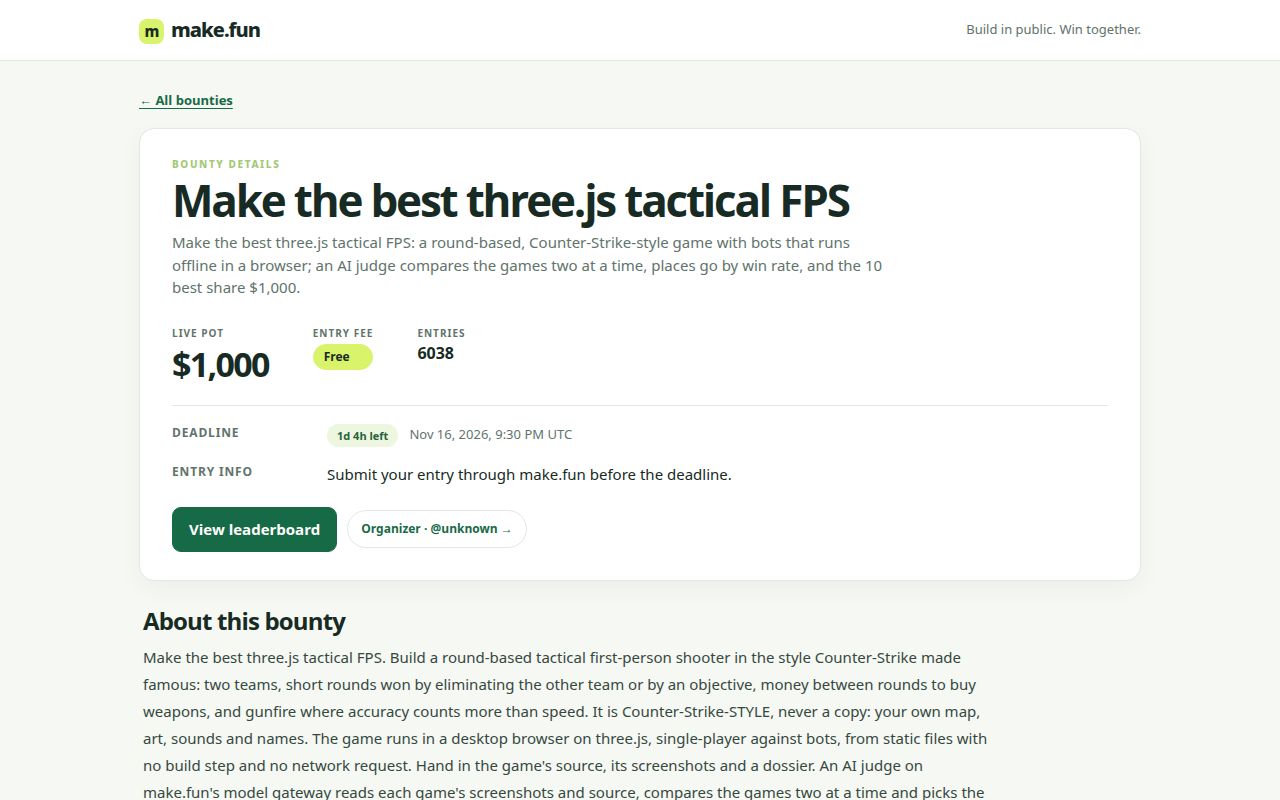 m make.fun
Build in public. Win together.
← All bounties
BOUNTY DETAILS
Make the best three.js tactical FPS
Make the best three.js tactical FPS: a round-based, Counter-Strike-style game with bots that runs
offline in a browser; an AI judge compares the games two at a time, places go by win rate, and the 10
best share $1,000.
LIVE POT
$1,000
ENTRY FEE
Free
ENTRIES
6038
DEADLINE
1d 4h left
Nov 16, 2026, 9:30 PM UTC
ENTRY INFO
Submit your entry through make.fun before the deadline.
View leaderboard
Organizer · @unknown →
About this bounty
Make the best three.js tactical FPS. Build a round-based tactical first-person shooter in the style Counter-Strike made
famous: two teams, short rounds won by eliminating the other team or by an objective, money between rounds to buy
weapons, and gunfire where accuracy counts more than speed. It is Counter-Strike-STYLE, never a copy: your own map,
art, sounds and names. The game runs in a desktop browser on three.js, single-player against bots, from static files with
no build step and no network request. Hand in the game's source, its screenshots and a dossier. An AI judge on
make.fun's model gateway reads each game's screenshots and source, compares the games two at a time and picks the